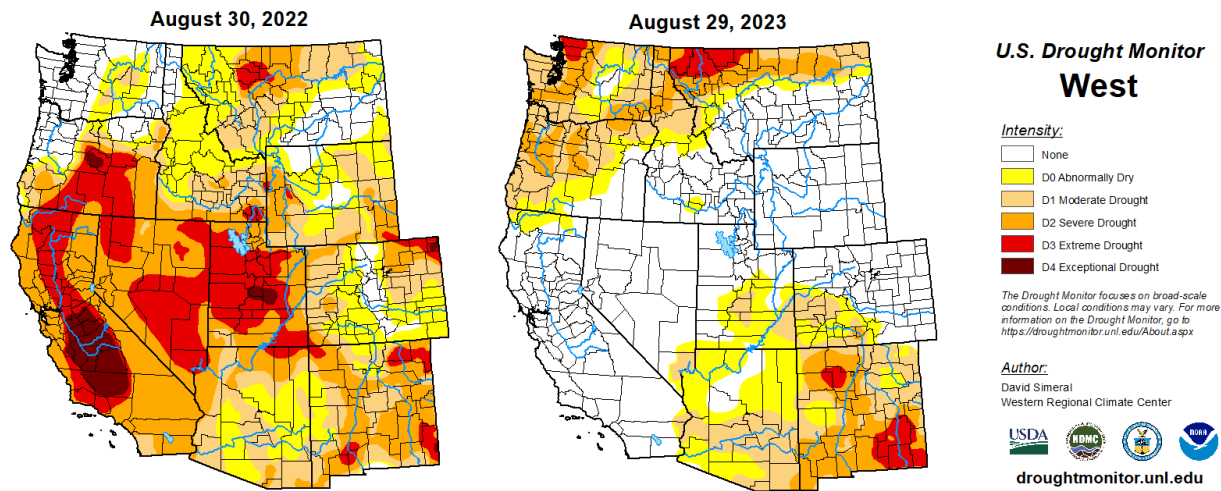 August 30, 2022
August 29, 2023
U.S. Drought Monitor
West
Intensity:
None
D0 Abnormally Dry
D1 Moderate Drought
D2 Severe Drought
D3 Extreme Drought
D4 Exceptional Drought
The Drought Monitor focuses on broad-scale
conditions. Local conditions may vary. For more
information on the Drought Monitor, go to
https://droughtmonitor.unl.edu/About.aspx
Author:
David Simeral
Western Regional Climate Center
USDA
NDMC
NOAA
droughtmonitor.unl.edu